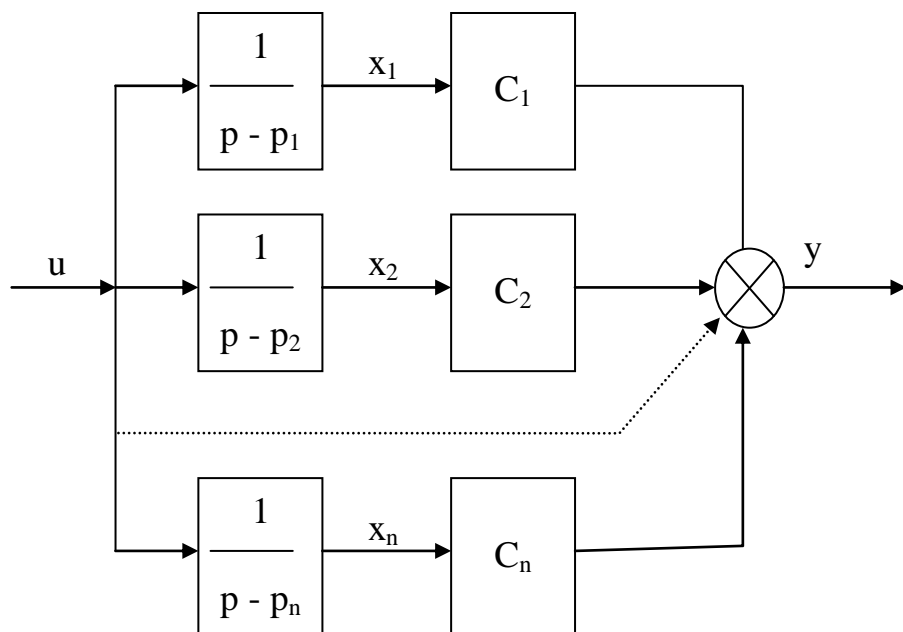 1
p - p₁
x₁
C₁
u
1
p - p₂
x₂
C₂
y
1
p - pₙ
xₙ
Cₙ